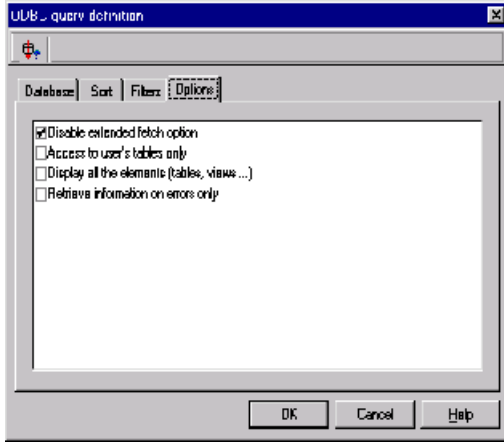 ODBC query definition
Database Sort Filters Options
Disable extended fetch option
Access to user's tables only
Display all the elements (tables, views ...)
Retrieve information on errors only
OK Cancel Help